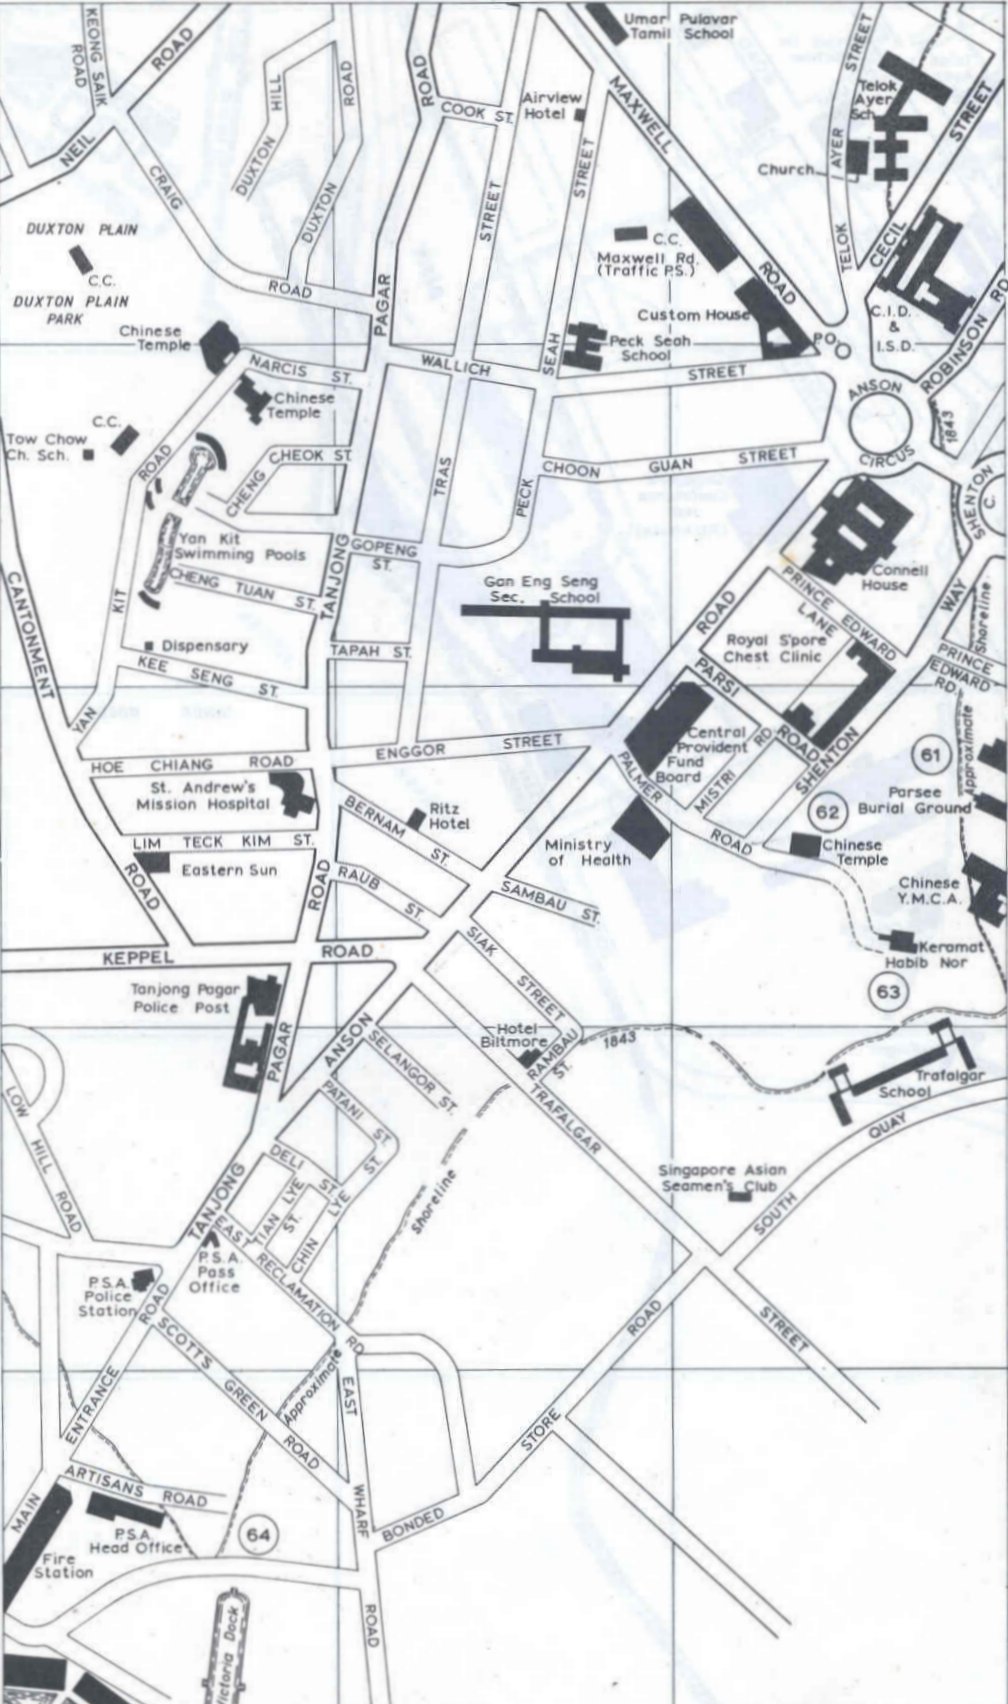 KEONG SAIK
ROAD
ROAD
NEIL
CRAIG
ROAD
DUXTON
HILL
DUXTON
ROAD
ROAD
COOK ST.
Airview
Hotel
STREET
STREET
Umar Pulavar
Tamil School
MAXWELL
ROAD
STREET
AYER
TELOK
Telok
Ayer
Sch.
Church
STREET
CECIL
DUXTON PLAIN
C.C.
DUXTON PLAIN
PARK
C.C.
Maxwell Rd.
(Traffic P.S.)
Custom House
P.O.
C.I.D.
&
I.S.D.
ROBINSON RD
Chinese
Temple
PAGAR
NARCIS ST.
WALLICH
STREET
SEAH
Peck Seah
School
ANSON
CIRCUS
1843
Chinese
Temple
C.C.
Tow Chow
Ch. Sch.
ROAD
CHEOK ST.
CHENG
TRAS
PECK
CHOON GUAN STREET
SHENTON
C.
Yan Kit
Swimming Pools
GOPENG
ST.
TANJONG
CHENG TUAN ST.
Gan Eng Seng
Sec. School
Connell
House
PRINCE EDWARD
LANE
WAY
Shoreline
CANTONMENT
KIT
Dispensary
TAPAH ST.
ROAD
Royal S'pore
Chest Clinic
PRINCE
EDWARD
RD.
KEE SENG ST.
YAN
PARSI
ROAD
SHENTON
Approximate
HOE CHIANG ROAD
ENGGOR STREET
Central
Provident
Fund
Board
MISTRI
RD
61
Parsee
Burial Ground
St. Andrew's
Mission Hospital
BERNAM
ST.
Ritz
Hotel
PALMER
ROAD
62
LIM TECK KIM ST.
Ministry
of Health
Chinese
Temple
Eastern Sun
ROAD
ROAD
RAUB
ST.
SAMBAU ST.
Chinese
Y.M.C.A.
KEPPEL
ROAD
SIAK
STREET
Keramat
Habib Nor
63
Tanjong Pagar
Police Post
PAGAR
ANSON
SELANGOR ST.
Hotel
Biltmore
RAMBAU
ST.
1843
Trafalgar
School
LOW
HILL
ROAD
PATANI
ST.
TRAFALGAR
QUAY
SOUTH
DELI
ST.
TIAN LYE
ST.
CHIN
LYE
ST.
Shoreline
Singapore Asian
Seamen's Club
TANJONG
EAST
RECLAMATION
RD
P.S.A.
Pass
Office
P.S.A.
Police
Station
ROAD
ENTRANCE
MAIN
SCOTTS
GREEN
ROAD
Approximate
EAST
WHARF
ROAD
STREET
ROAD
STORE
BONDED
ARTISANS ROAD
P.S.A.
Head Office
64
Fire
Station
Victoria Dock